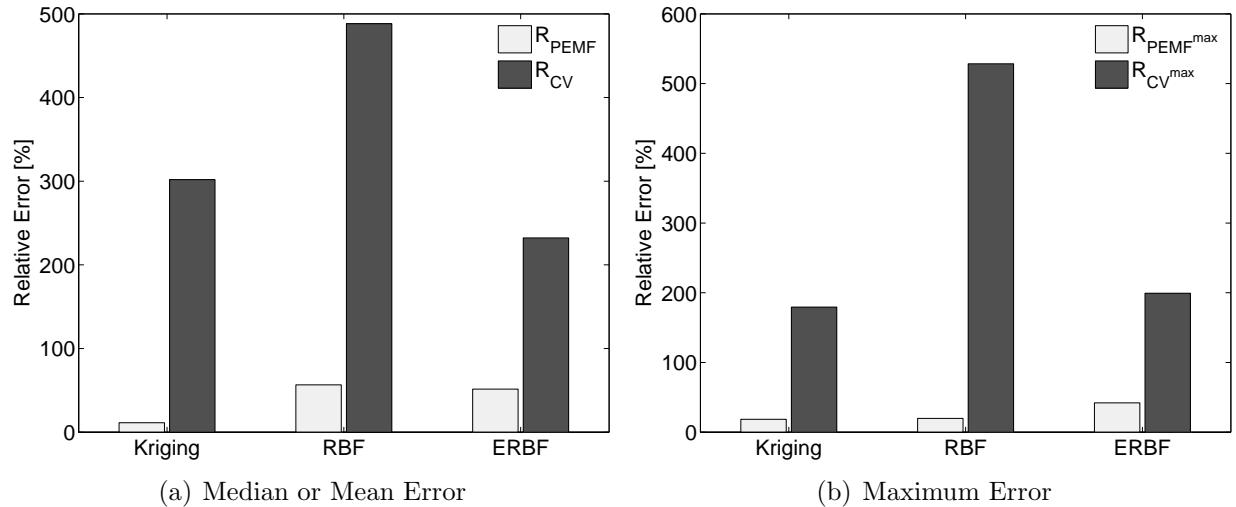 Relative Error [%]
500
400
300
200
100
0
R_PEMF
R_CV
Kriging RBF ERBF
(a) Median or Mean Error
Relative Error [%]
600
500
400
300
200
100
0
R_PEMF^max
R_CV^max
Kriging RBF ERBF
(b) Maximum Error